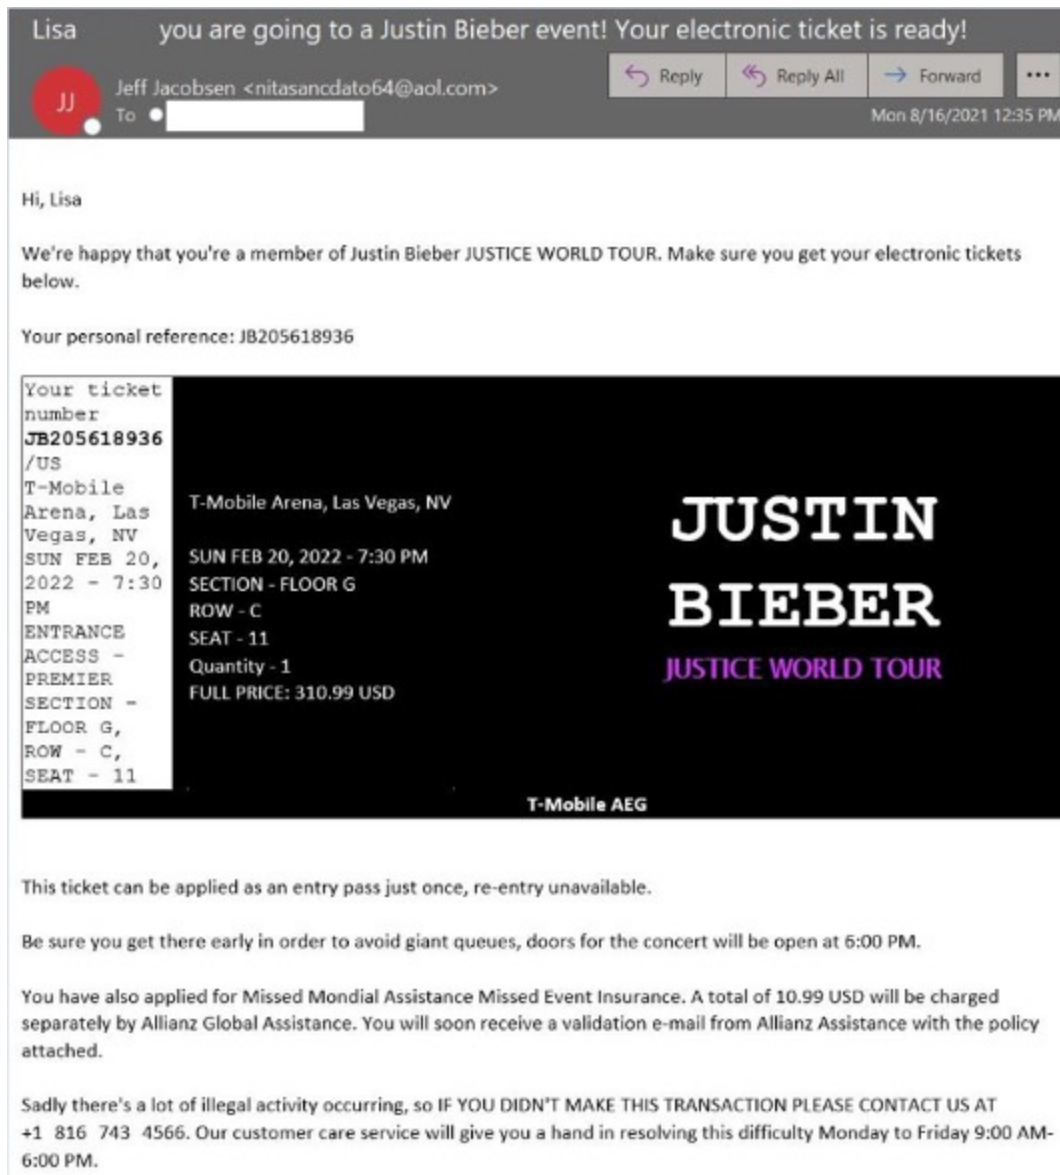 Lisa you are going to a Justin Bieber event! Your electronic ticket is ready!
JJ
Jeff Jacobsen <nitasancdato64@aol.com>
To
Reply
Reply All
Forward
...
Mon 8/16/2021 12:35 PM
Hi, Lisa
We're happy that you're a member of Justin Bieber JUSTICE WORLD TOUR. Make sure you get your electronic tickets
below.
Your personal reference: JB205618936
Your ticket
number
JB205618936
/US
T-Mobile
Arena, Las
Vegas, NV
SUN FEB 20,
2022 - 7:30
PM
ENTRANCE
ACCESS -
PREMIER
SECTION -
FLOOR G,
ROW - C,
SEAT - 11
T-Mobile Arena, Las Vegas, NV
SUN FEB 20, 2022 - 7:30 PM
SECTION - FLOOR G
ROW - C
SEAT - 11
Quantity - 1
FULL PRICE: 310.99 USD
JUSTIN
BIEBER
JUSTICE WORLD TOUR
T-Mobile AEG
This ticket can be applied as an entry pass just once, re-entry unavailable.
Be sure you get there early in order to avoid giant queues, doors for the concert will be open at 6:00 PM.
You have also applied for Missed Mondial Assistance Missed Event Insurance. A total of 10.99 USD will be charged
separately by Allianz Global Assistance. You will soon receive a validation e-mail from Allianz Assistance with the policy
attached.
Sadly there's a lot of illegal activity occurring, so IF YOU DIDN'T MAKE THIS TRANSACTION PLEASE CONTACT US AT
+1 816 743 4566. Our customer care service will give you a hand in resolving this difficulty Monday to Friday 9:00 AM-
6:00 PM.